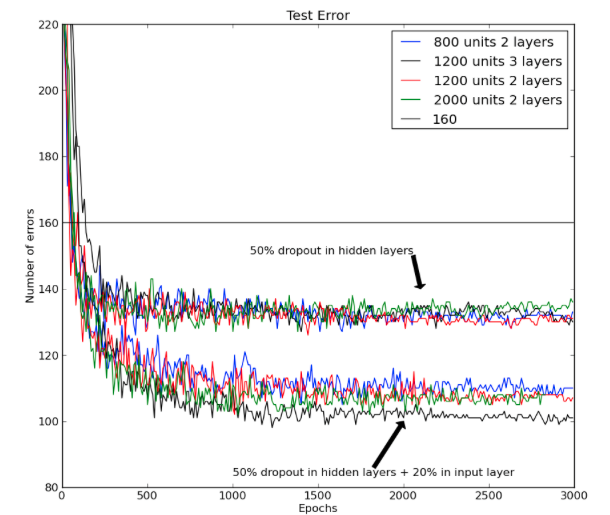 Test Error
220
200
180
160
140
120
100
80
Number of errors
800 units 2 layers
1200 units 3 layers
1200 units 2 layers
2000 units 2 layers
160
50% dropout in hidden layers
50% dropout in hidden layers + 20% in input layer
0
500
1000
1500
2000
2500
3000
Epochs